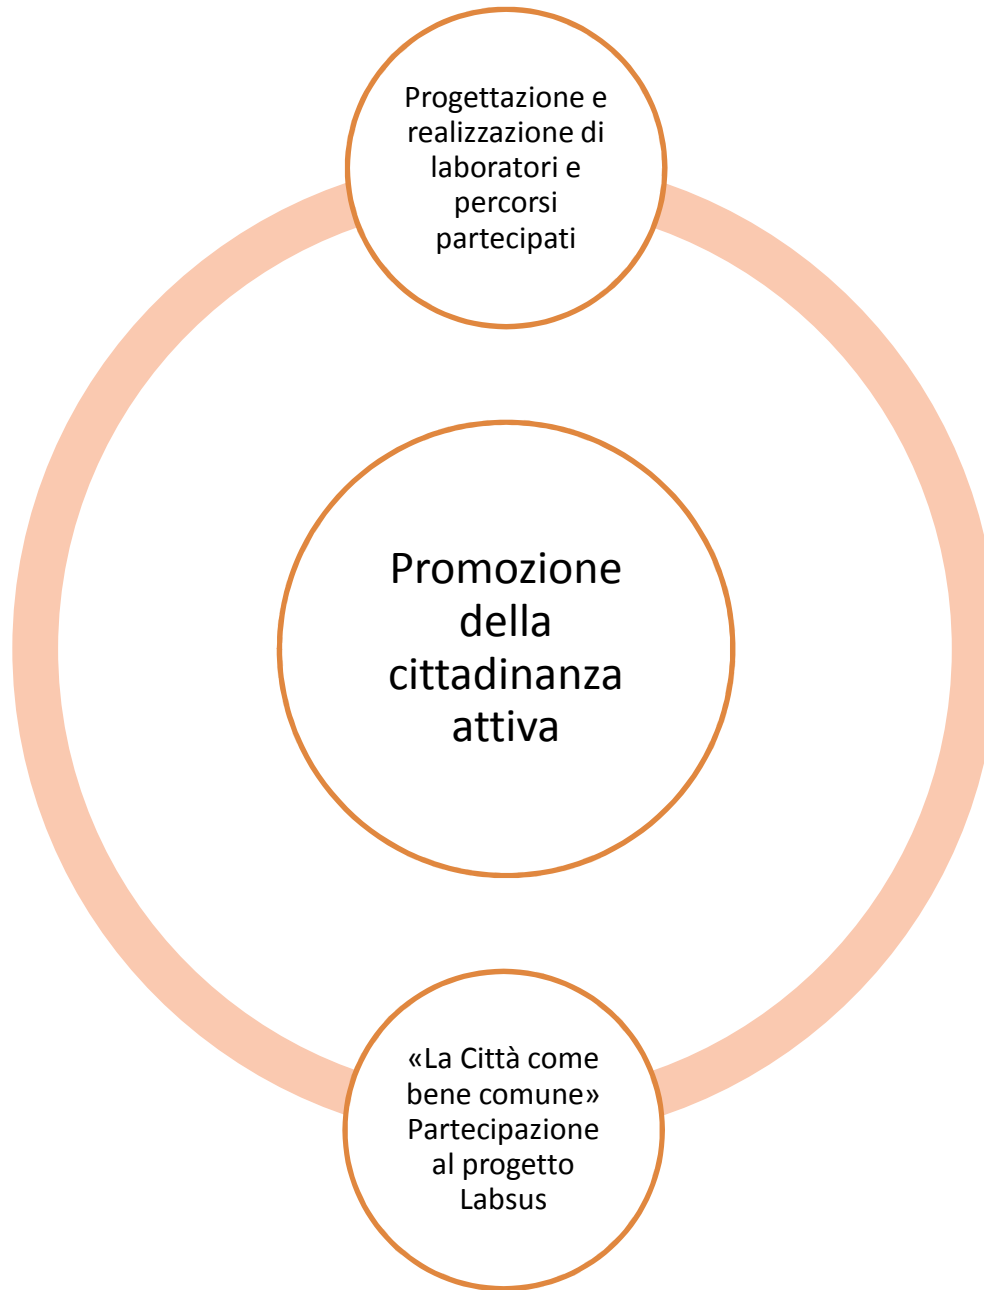 Progettazione e
realizzazione di
laboratori e
percorsi
partecipati
Promozione
della
cittadinanza
attiva
«La Città come
bene comune»
Partecipazione
al progetto
Labsus